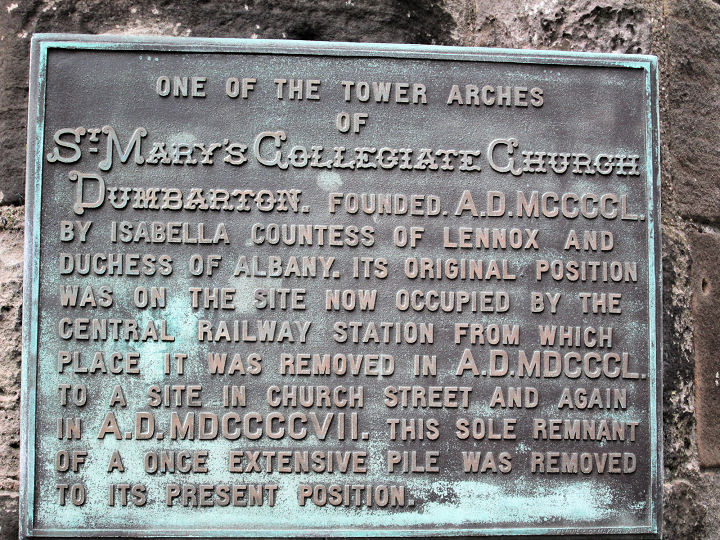 ONE OF THE TOWER ARCHES
OF
ST MARY'S COLLEGIATE CHURGH
DUMBARTON. FOUNDED. A.D. MCCCCL.
BY ISABELLA COUNTESS OF LENNOX AND
DUCHESS OF ALBANY. ITS ORIGINAL POSITION
WAS ON THE SITE NOW OCCUPIED BY THE
CENTRAL RAILWAY STATION FROM WHICH
PLACE IT WAS REMOVED IN A.D. MDCCCL.
TO A SITE IN CHURCH STREET AND AGAIN
IN A.D. MDCCCCVII. THIS SOLE REMNANT
OF A ONCE EXTENSIVE PILE WAS REMOVED
TO ITS PRESENT POSITION.